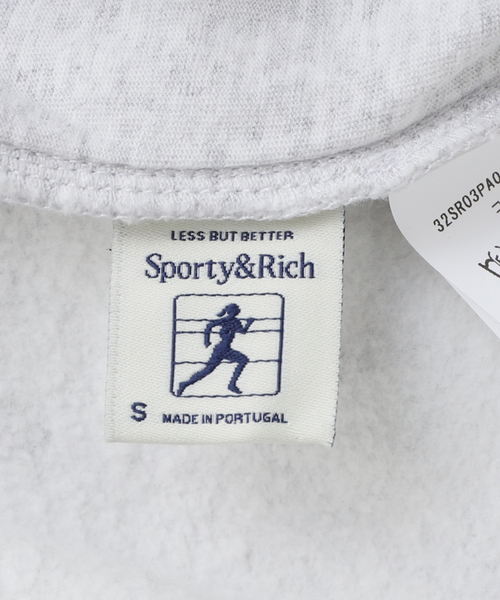 LESS BUT BETTER
Sporty&Rich
S MADE IN PORTUGAL
32SR03PA0